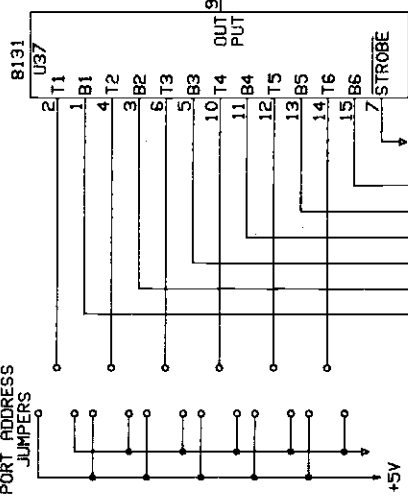 PORT ADDRESS
JUMPERS
8131
U37
2 T1
1 B1
4 T2
3 B2
6 T3
5 B3
10 T4
11 B4
12 T5
13 B5
14 T6
15 B6
7 STROBE
9
OUT
PUT
+5V